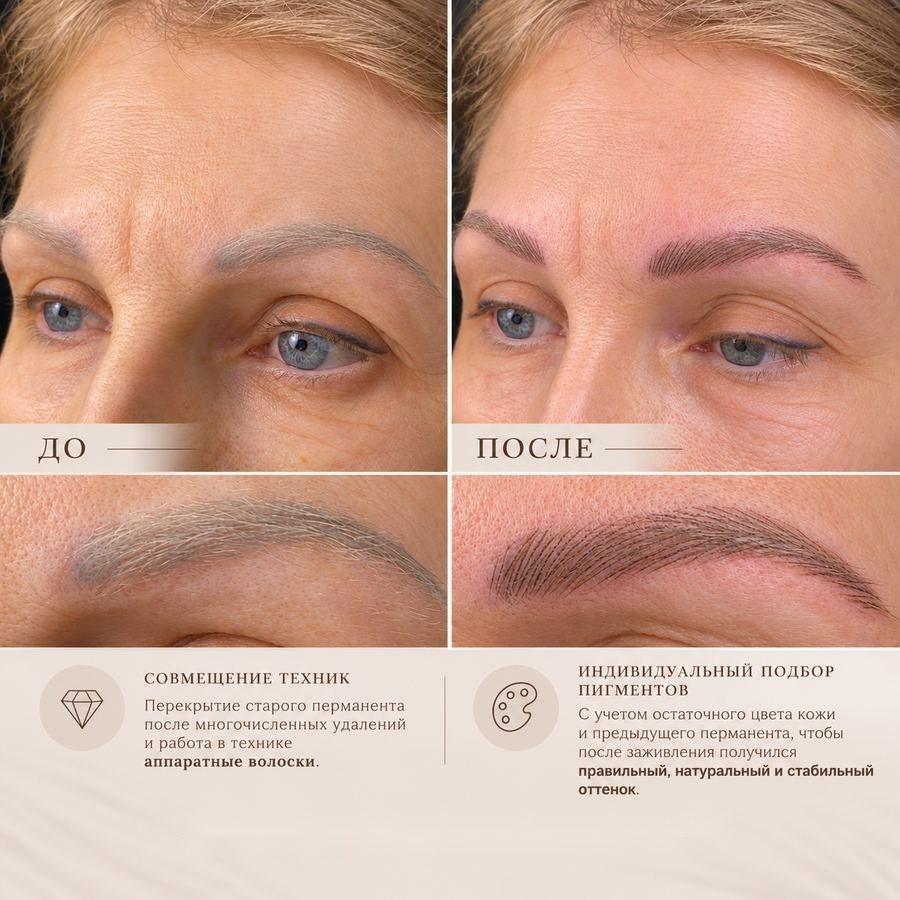 ДО
ПОСЛЕ
СОВМЕЩЕНИЕ ТЕХНИК
Перекрытие старого перманента
после многочисленных удалений
и работа в технике
аппаратные волоски.
ИНДИВИДУАЛЬНЫЙ ПОДБОР
ПИГМЕНТОВ
С учетом остаточного цвета кожи
и предыдущего перманента, чтобы
после заживления получился
правильный, натуральный и стабильный
оттенок.